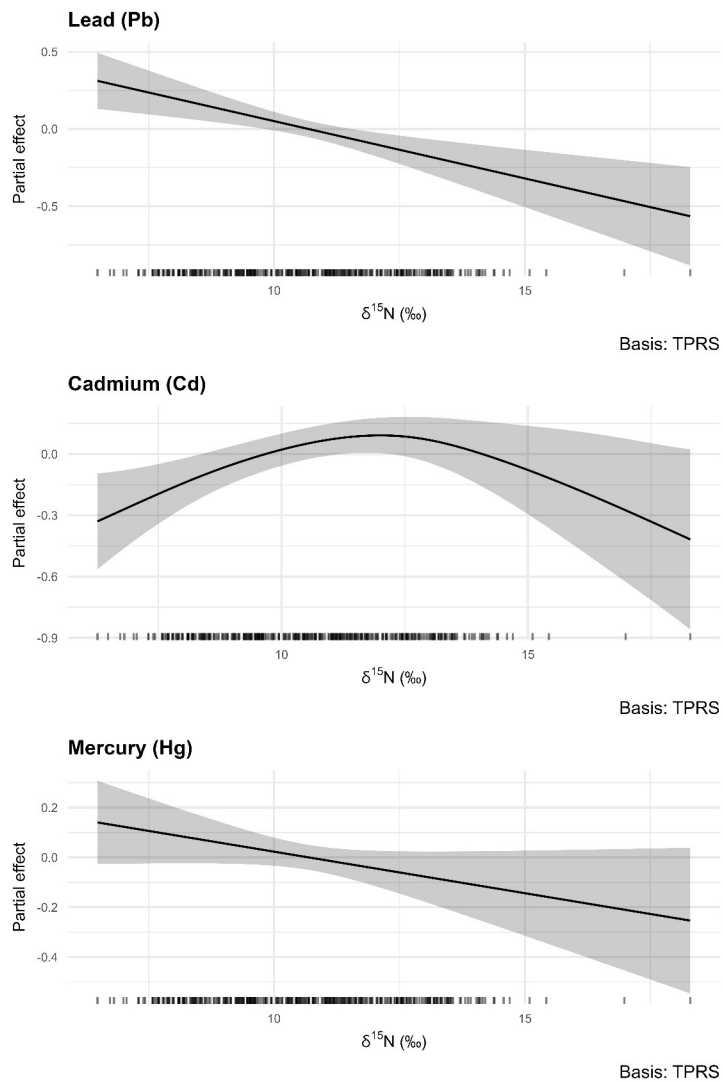 Lead (Pb)
0.5
0.0
-0.5
Partial effect
10
15
δ¹⁵N (‰)
Basis: TPRS
Cadmium (Cd)
0.0
-0.3
-0.6
-0.9
Partial effect
10
15
δ¹⁵N (‰)
Basis: TPRS
Mercury (Hg)
0.2
0.0
-0.2
-0.4
Partial effect
10
15
δ¹⁵N (‰)
Basis: TPRS